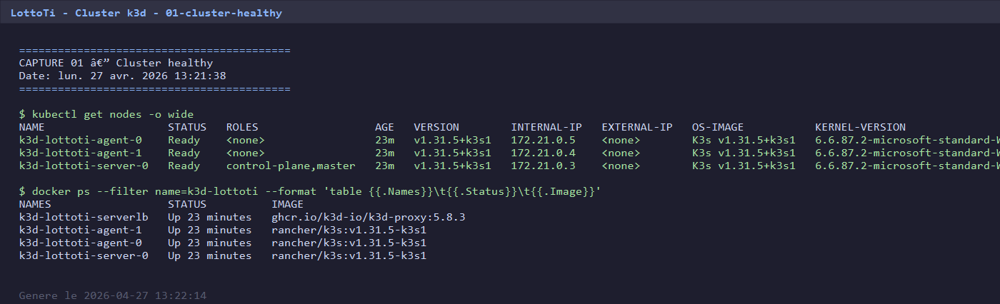 LottoTi - Cluster k3d - 01-cluster-healthy
==========================================
CAPTURE 01 â€” Cluster healthy
Date: lun. 27 avr. 2026 13:21:38
==========================================
$ kubectl get nodes -o wide
NAME STATUS ROLES AGE VERSION INTERNAL-IP EXTERNAL-IP OS-IMAGE KERNEL-VERSION
k3d-lottoti-agent-0 Ready <none> 23m v1.31.5+k3s1 172.21.0.5 <none> K3s v1.31.5+k3s1 6.6.87.2-microsoft-standard-W
k3d-lottoti-agent-1 Ready <none> 23m v1.31.5+k3s1 172.21.0.4 <none> K3s v1.31.5+k3s1 6.6.87.2-microsoft-standard-W
k3d-lottoti-server-0 Ready control-plane,master 23m v1.31.5+k3s1 172.21.0.3 <none> K3s v1.31.5+k3s1 6.6.87.2-microsoft-standard-W
$ docker ps --filter name=k3d-lottoti --format 'table {{.Names}}\t{{.Status}}\t{{.Image}}'
NAMES STATUS IMAGE
k3d-lottoti-serverlb Up 23 minutes ghcr.io/k3d-io/k3d-proxy:5.8.3
k3d-lottoti-agent-1 Up 23 minutes rancher/k3s:v1.31.5-k3s1
k3d-lottoti-agent-0 Up 23 minutes rancher/k3s:v1.31.5-k3s1
k3d-lottoti-server-0 Up 23 minutes rancher/k3s:v1.31.5-k3s1
Genere le 2026-04-27 13:22:14